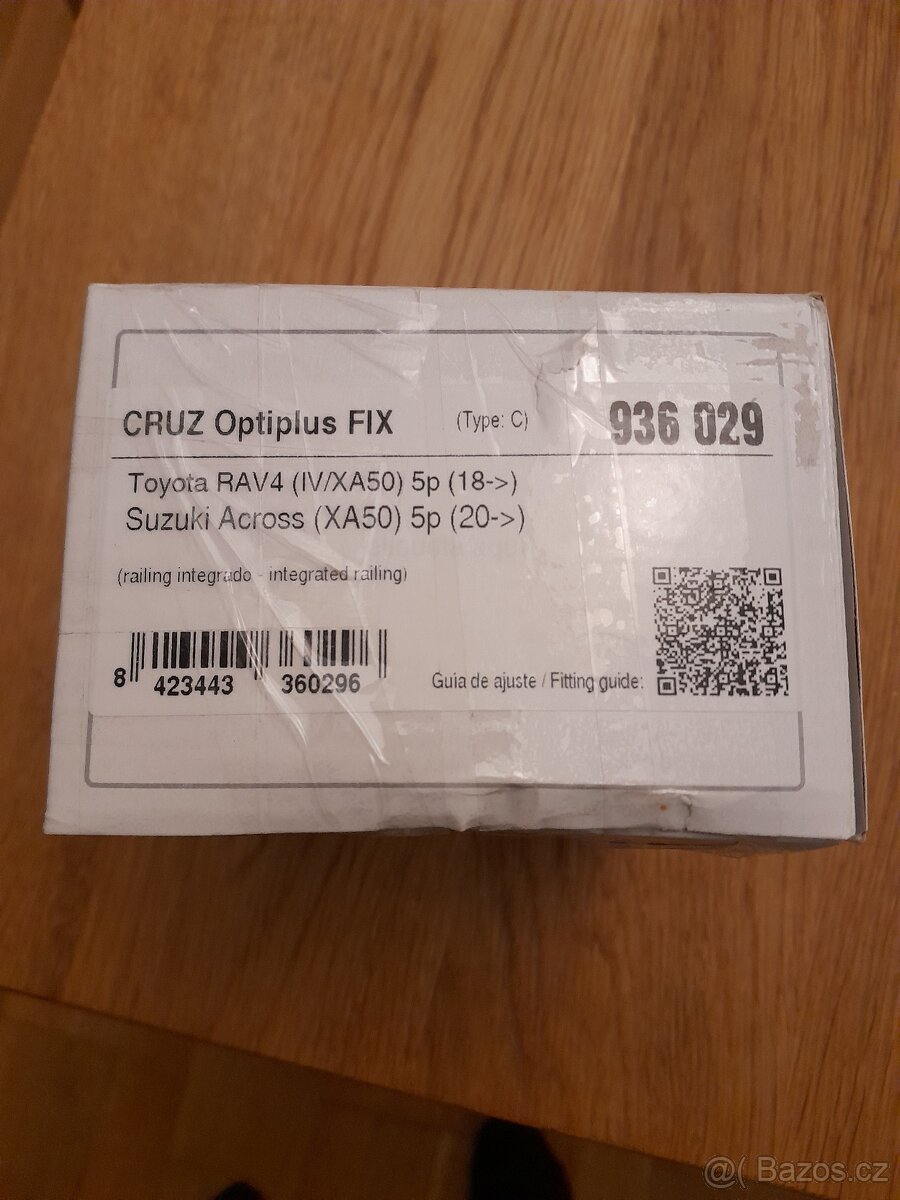 CRUZ Optiplus FIX (Type: C) 936 029
Toyota RAV4 (IV/XA50) 5p (18->)
Suzuki Across (XA50) 5p (20->)
(railing integrado - integrated railing)
8 423443 360296
Guia de ajuste / Fitting guide:
@( Bazos.cz